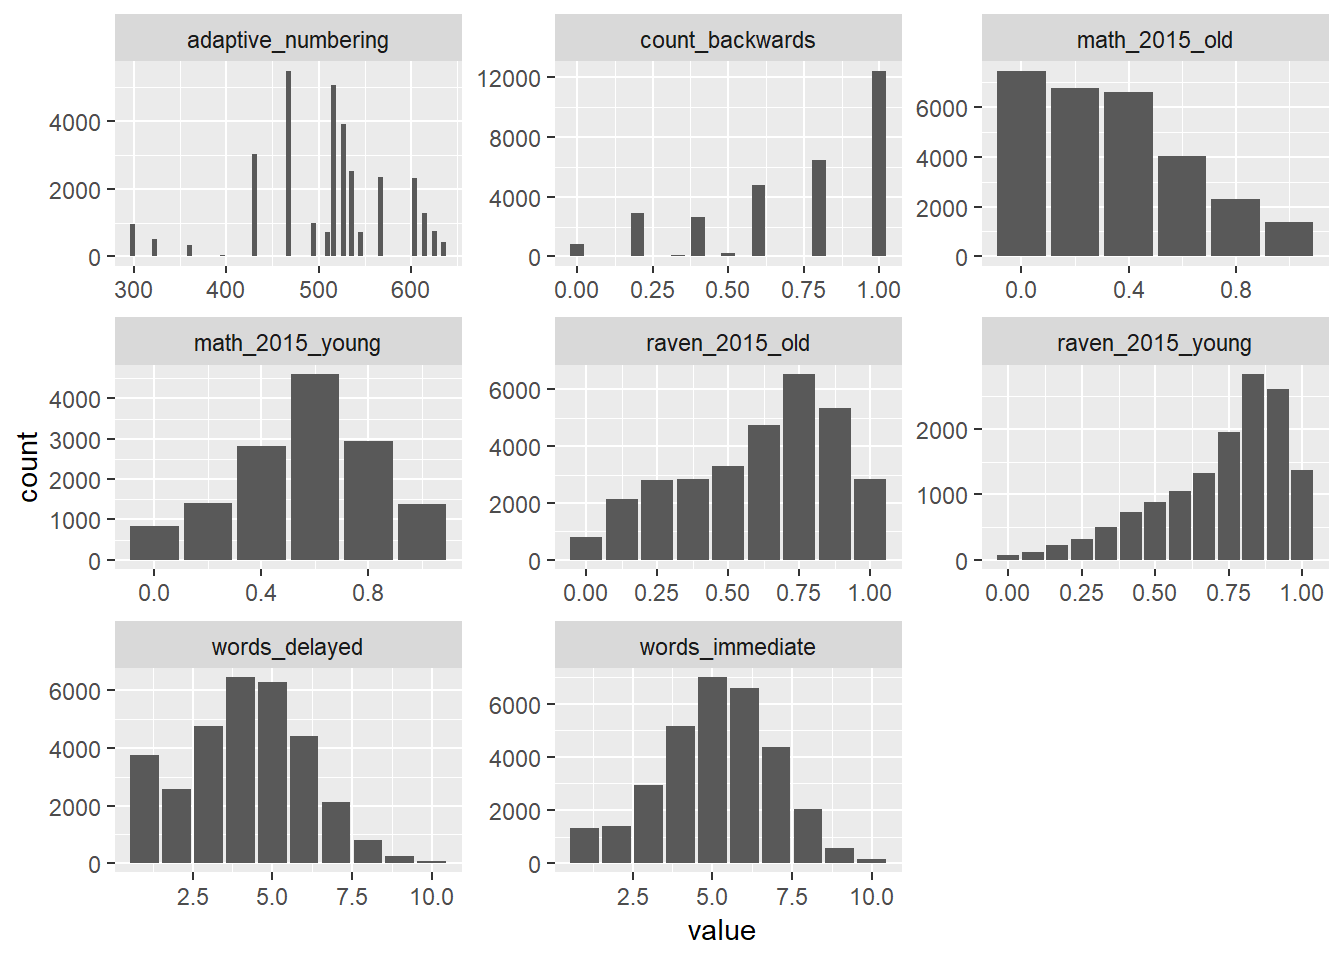 adaptive_numbering
count_backwards
math_2015_old
4000
2000
0
300 400 500 600
12000
8000
4000
0
0.00 0.25 0.50 0.75 1.00
6000
4000
2000
0
0.0 0.4 0.8
math_2015_young
raven_2015_old
raven_2015_young
4000
3000
2000
1000
0
0.0 0.4 0.8
6000
4000
2000
0
0.00 0.25 0.50 0.75 1.00
2000
1000
0
0.00 0.25 0.50 0.75 1.00
count
words_delayed
words_immediate
6000
4000
2000
0
2.5 5.0 7.5 10.0
6000
4000
2000
0
2.5 5.0 7.5 10.0
value